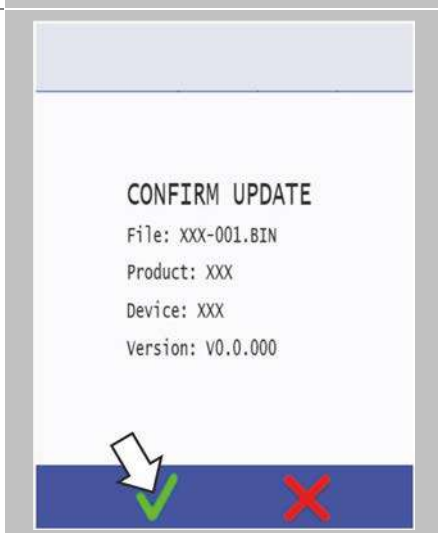 CONFIRM UPDATE
File: XXX-001.BIN
Product: XXX
Device: XXX
Version: V0.0.000